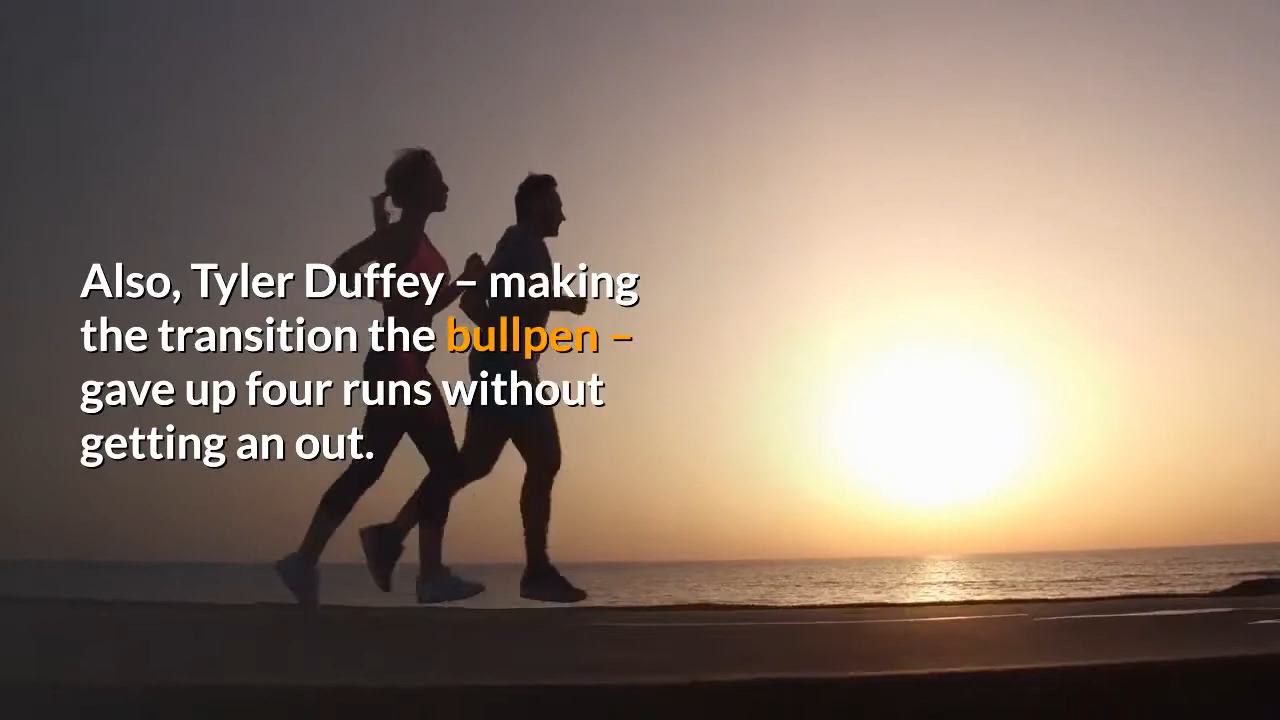 Also, Tyler Duffey – making
the transition the bullpen –
gave up four runs without
getting an out.